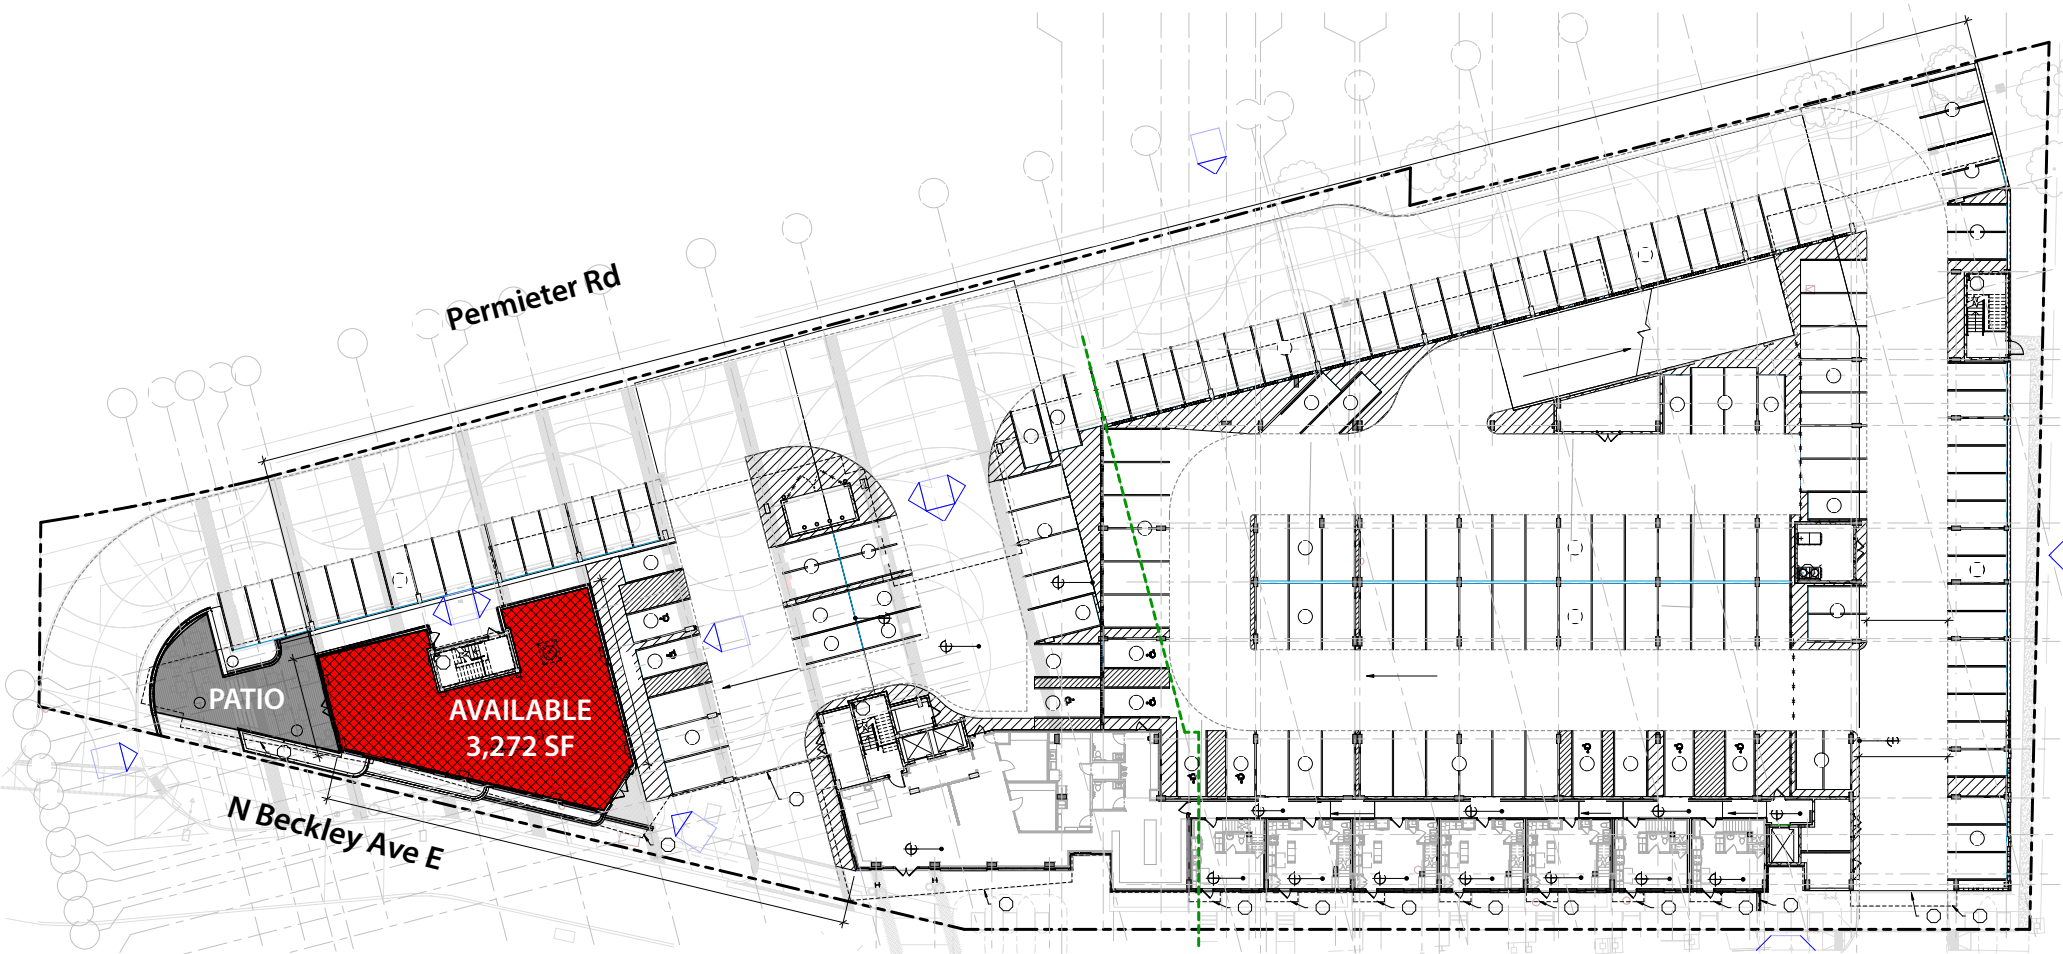 Permieter Rd
PATIO
AVAILABLE
3,272 SF
N Beckley Ave E